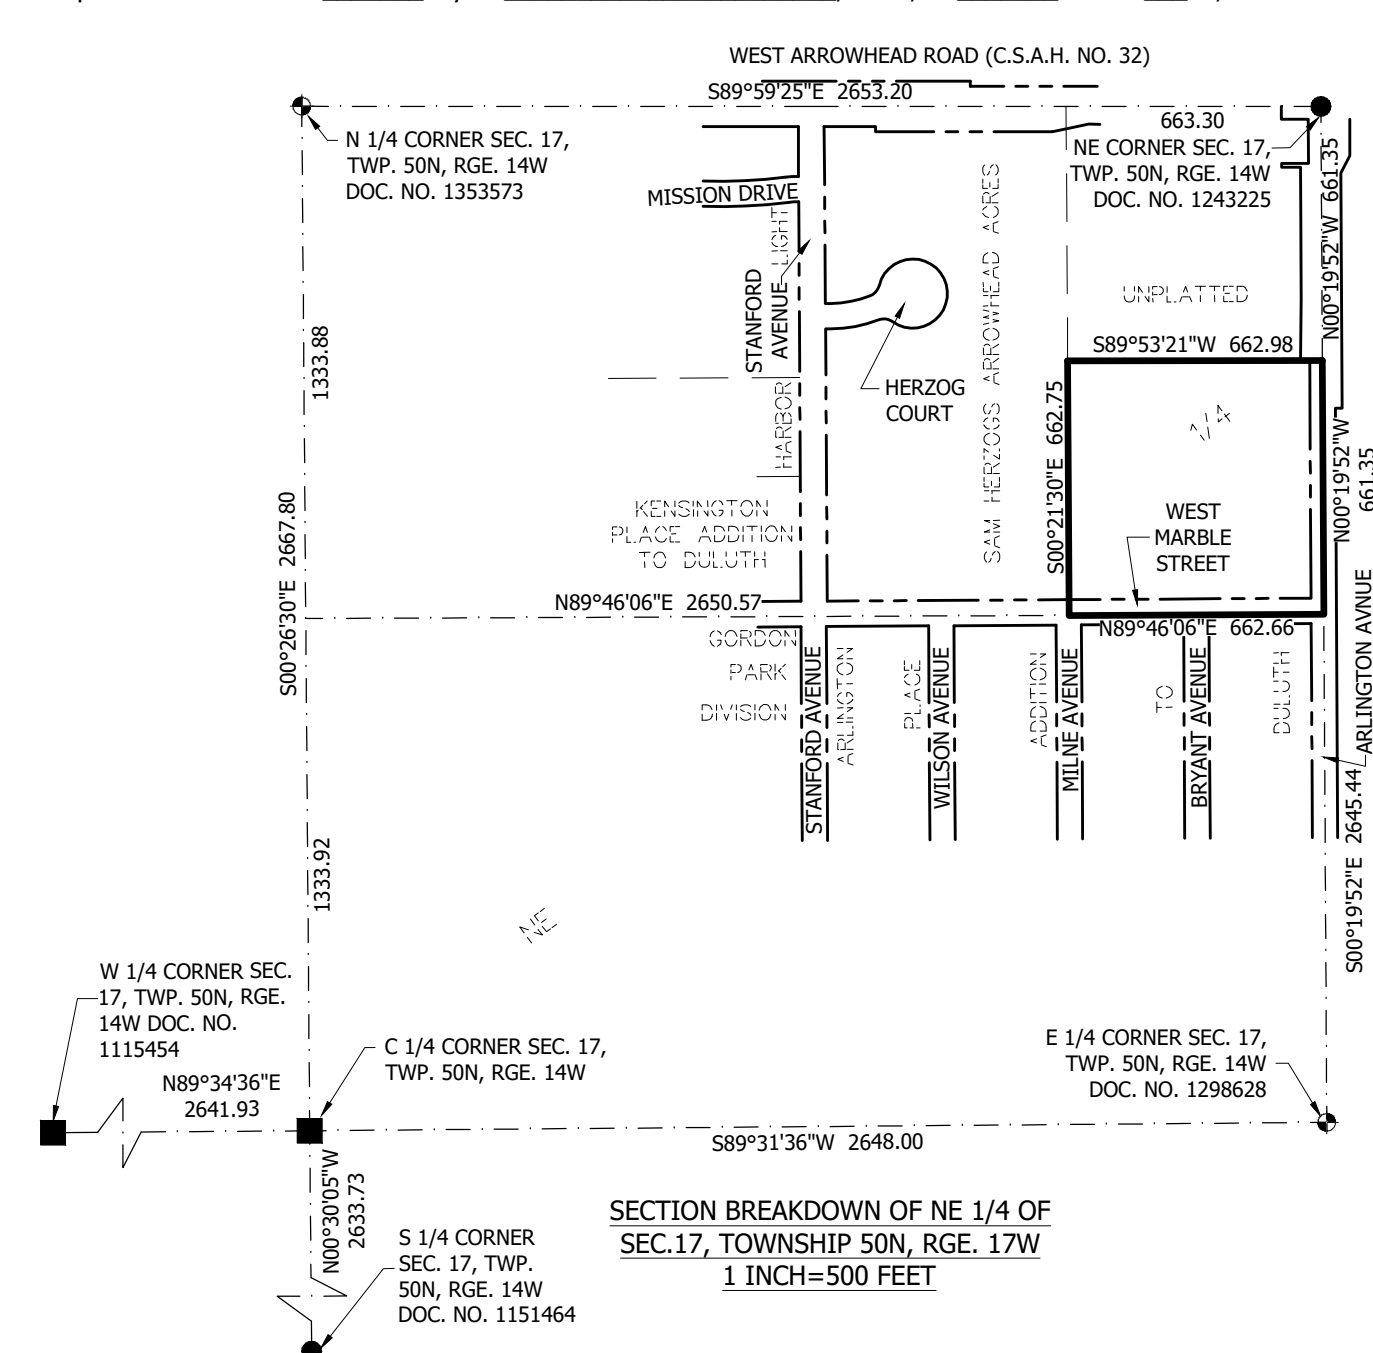 WEST ARROWHEAD ROAD (C.S.A.H. NO. 32)
S89°59'25"E 2653.20
663.30
N 1/4 CORNER SEC. 17,
TWP. 50N, RGE. 14W
DOC. NO. 1353573
NE CORNER SEC. 17,
TWP. 50N, RGE. 14W
DOC. NO. 1243225
N00°19'52"W 661.35
MISSION DRIVE
HARBOR LIGHT
STANFORD
AVENUE
SAM HERZOGS ARROWHEAD ACRES
UNPLATTED
1333.88
S89°53'21"W 662.98
HERZOG
COURT
S00°21'30"E 662.75
1/4
N00°19'52"W
661.35
KENSINGTON
PLACE ADDITION
TO DULUTH
WEST
MARBLE
STREET
S00°26'30"E 2667.80
N89°46'06"E 2650.57
N89°46'06"E 662.66
GORDON
PARK
DIVISION
STANFORD AVENUE
ARLINGTON
PLACE
WILSON AVENUE
ADDITION
MILNE AVENUE
TO
BRYANT AVENUE
DULUTH
ARLINGTON AVNUE
S00°19'52"E 2645.44
1333.92
NE
W 1/4 CORNER SEC.
17, TWP. 50N, RGE.
14W DOC. NO.
1115454
N89°34'36"E
2641.93
C 1/4 CORNER SEC. 17,
TWP. 50N, RGE. 14W
E 1/4 CORNER SEC. 17,
TWP. 50N, RGE. 14W
DOC. NO. 1298628
S89°31'36"W 2648.00
N00°30'05"W
2633.73
S 1/4 CORNER
SEC. 17, TWP.
50N, RGE. 14W
DOC. NO. 1151464
SECTION BREAKDOWN OF NE 1/4 OF
SEC.17, TOWNSHIP 50N, RGE. 17W
1 INCH=500 FEET